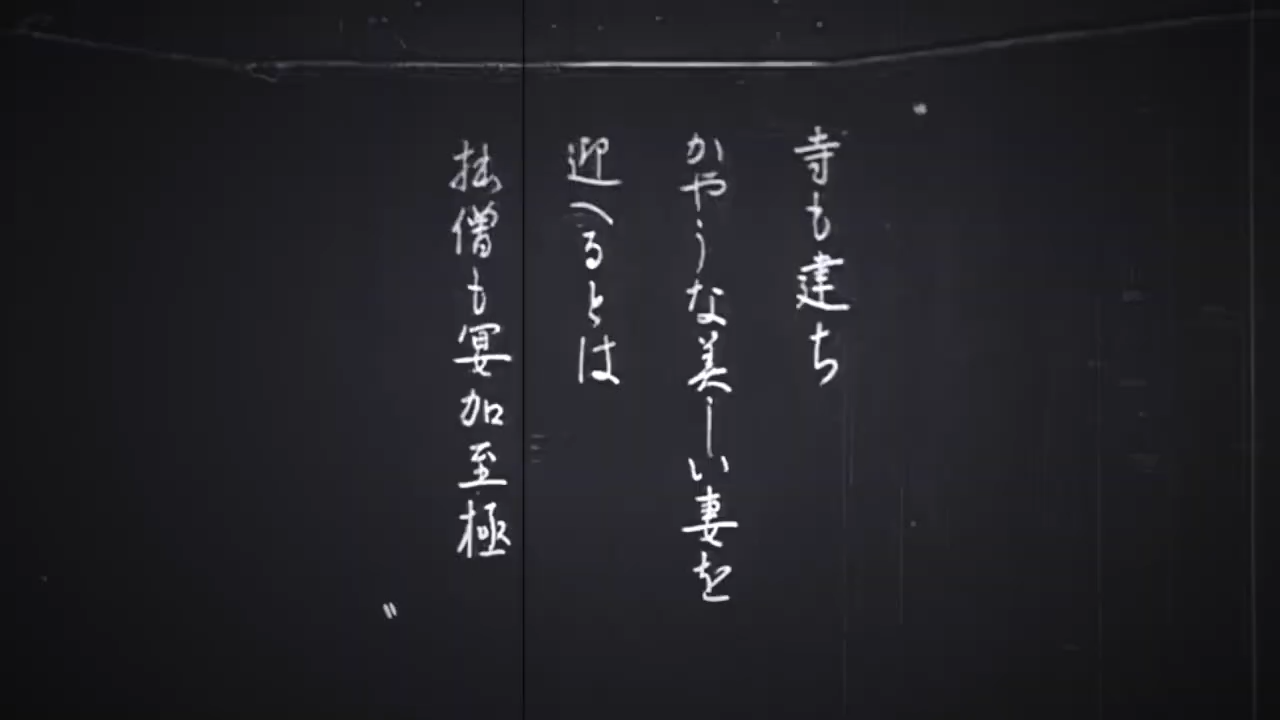 〝寺も建ち
かやうな美しい妻を
迎へるとは
拙僧も冥加至極〟